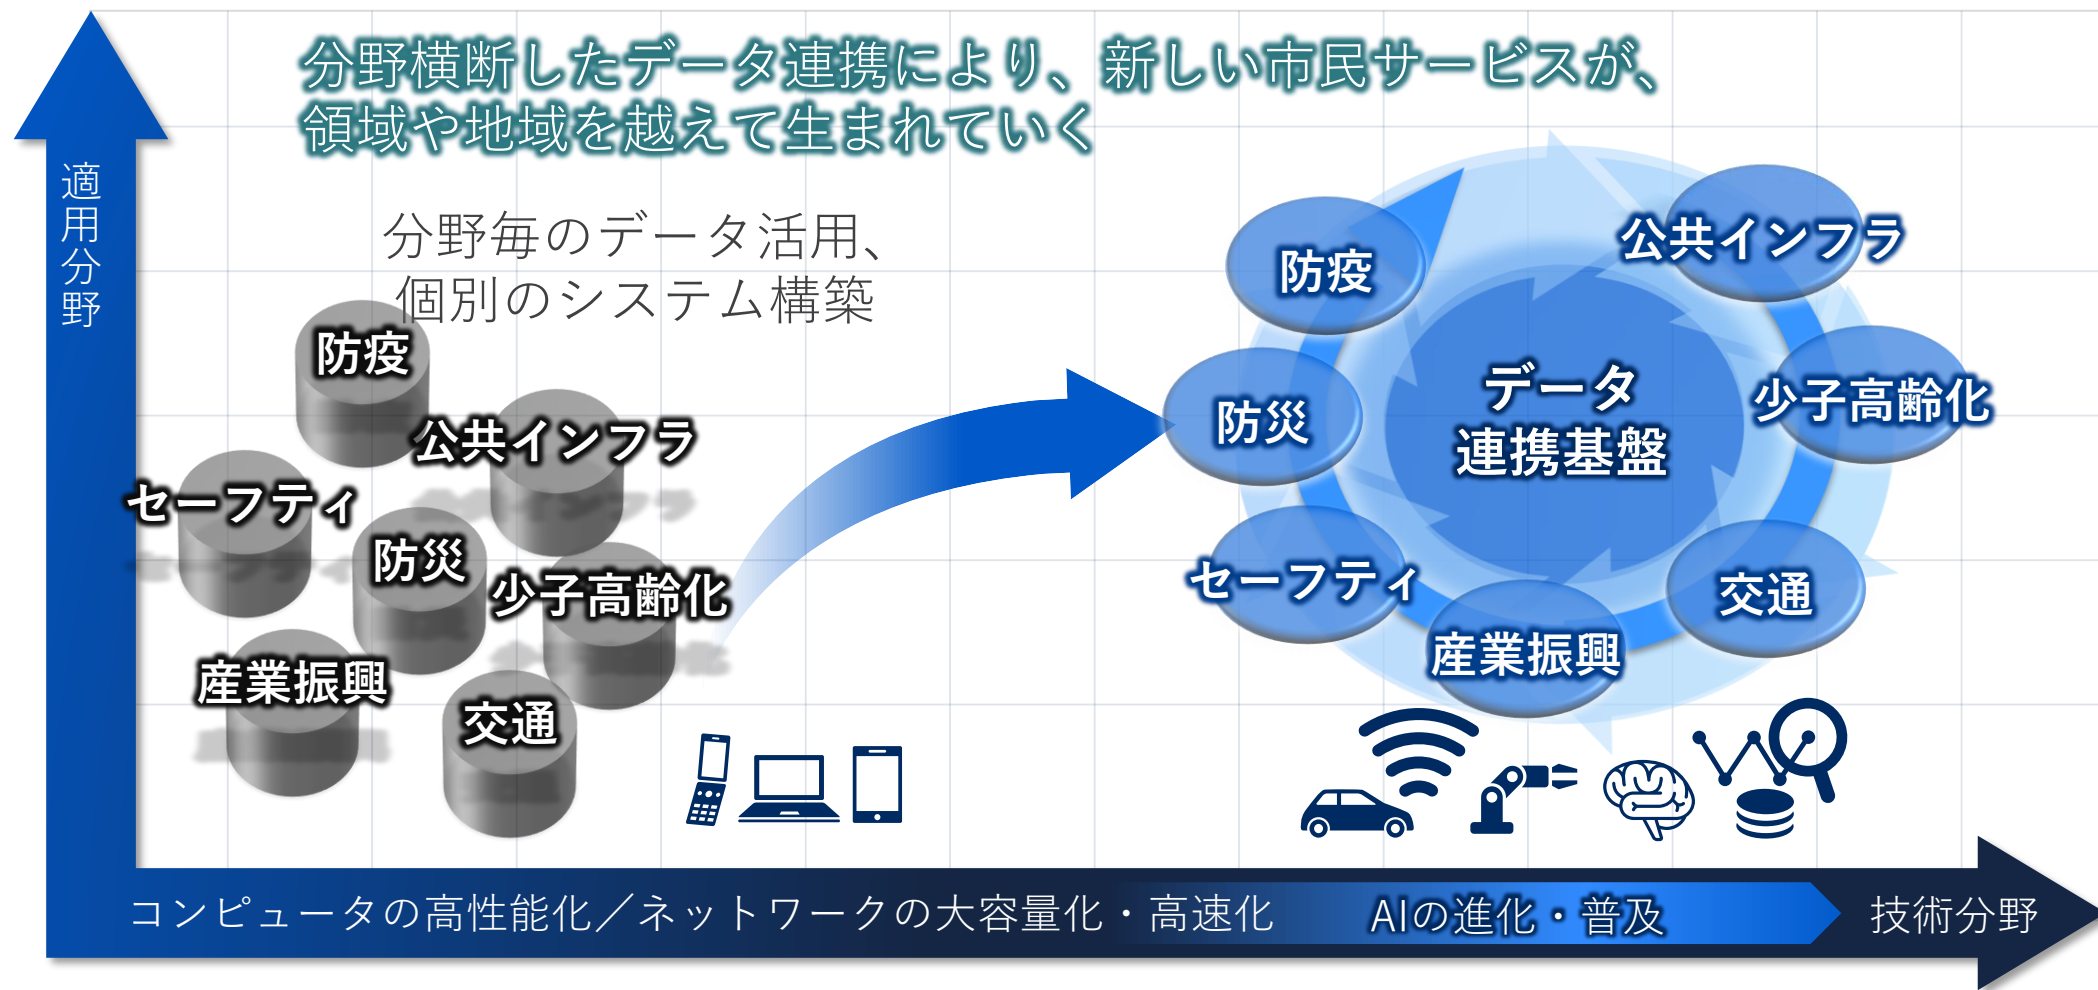 分野横断したデータ連携により、新しい市民サービスが、
領域や地域を越えて生まれていく
適用分野
分野毎のデータ活用、
個別のシステム構築
防疫
公共インフラ
セーフティ
防災
少子高齢化
産業振興
交通
防疫
公共インフラ
防災
データ
連携基盤
少子高齢化
セーフティ
交通
産業振興
コンピュータの高性能化／ネットワークの大容量化・高速化
AIの進化・普及
技術分野